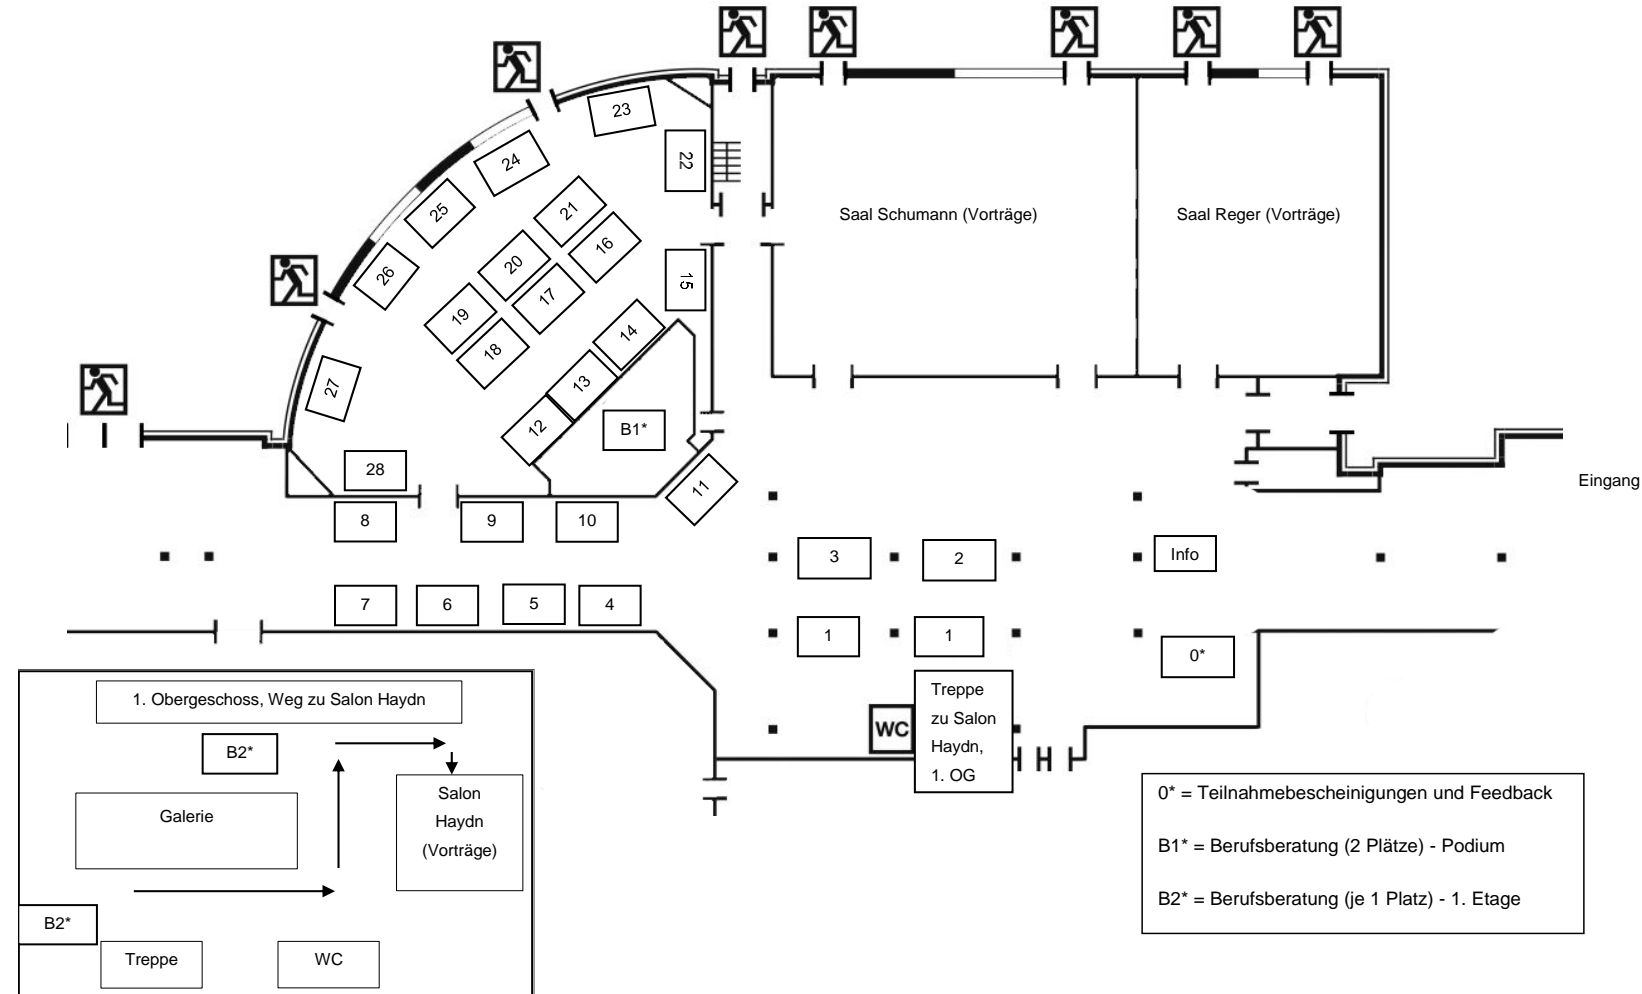 23
22
24
25
21
16
26
20
15
17
19
14
18
13
27
12
B1*
28
11
8
9
10
7
6
5
4
Saal Schumann (Vorträge)
Saal Reger (Vorträge)
Eingang
3
2
Info
1
1
0*
WC
Treppe
zu Salon
Haydn,
1. OG
1. Obergeschoss, Weg zu Salon Haydn
B2*
Galerie
Salon
Haydn
(Vorträge)
B2*
Treppe
WC
0* = Teilnahmebescheinigungen und Feedback
B1* = Berufsberatung (2 Plätze) - Podium
B2* = Berufsberatung (je 1 Platz) - 1. Etage